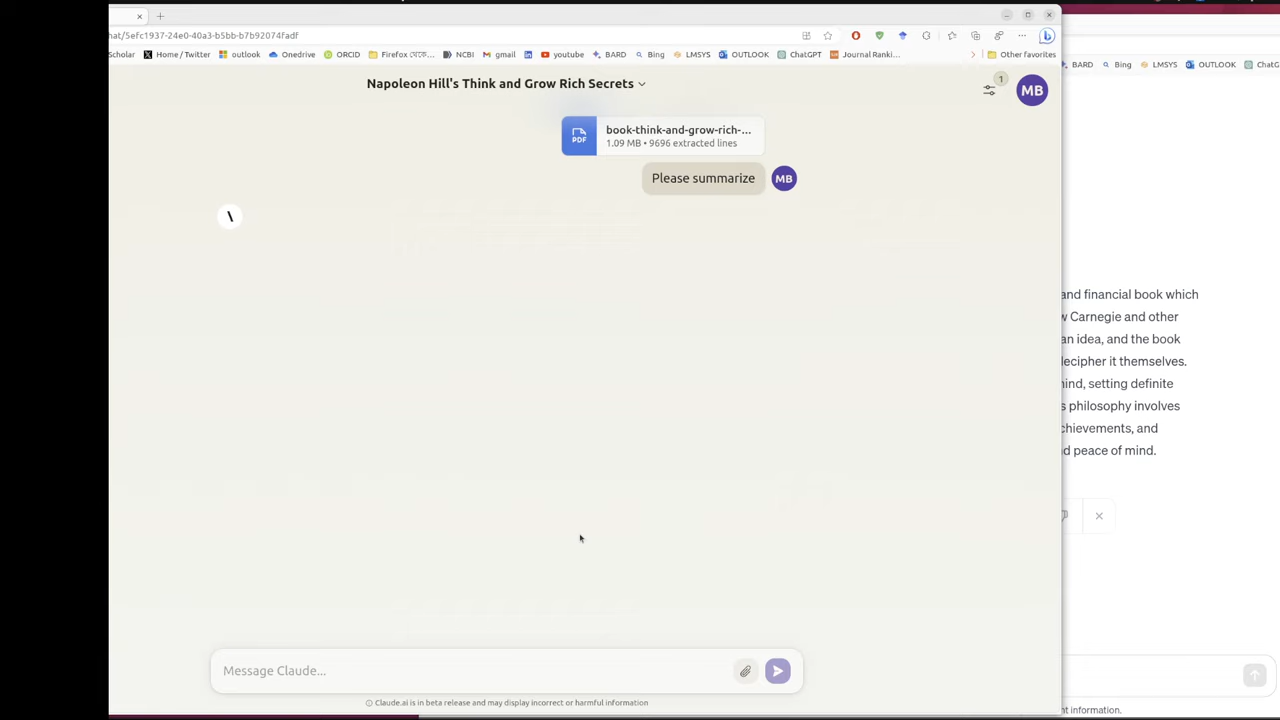 hat/5efc1937-24e0-40a3-b5bb-b7b92074fadf
Scholar Home / Twitter outlook Onedrive ORCiD NCBI gmail youtube BARD Bing LMSYS OUTLOOK ChatGPT Journal Ranki... Other favorites
BARD Bing LMSYS OUTLOOK ChatG
Napoleon Hill's Think and Grow Rich Secrets
1
MB
PDF
book-think-and-grow-rich-...
1.09 MB • 9696 extracted lines
Please summarize
MB
and financial book which
w Carnegie and other
an idea, and the book
decipher it themselves.
mind, setting definite
s philosophy involves
chievements, and
d peace of mind.
Message Claude...
Claude.ai is in beta release and may display incorrect or harmful information
nt information.